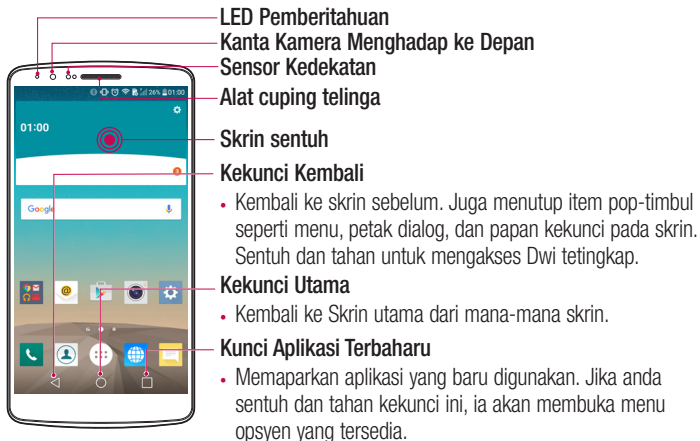 LED Pemberitahuan
Kanta Kamera Menghadap ke Depan
Sensor Kedekatan
Alat cuping telinga
26% 01:00
01:00
Skrin sentuh
Google
Kekunci Kembali
• Kembali ke skrin sebelum. Juga menutup item pop-timbul
seperti menu, petak dialog, dan papan kekunci pada skrin.
Sentuh dan tahan untuk mengakses Dwi tetingkap.
Kekunci Utama
• Kembali ke Skrin utama dari mana-mana skrin.
Kunci Aplikasi Terbaharu
• Memaparkan aplikasi yang baru digunakan. Jika anda
sentuh dan tahan kekunci ini, ia akan membuka menu
opsyen yang tersedia.